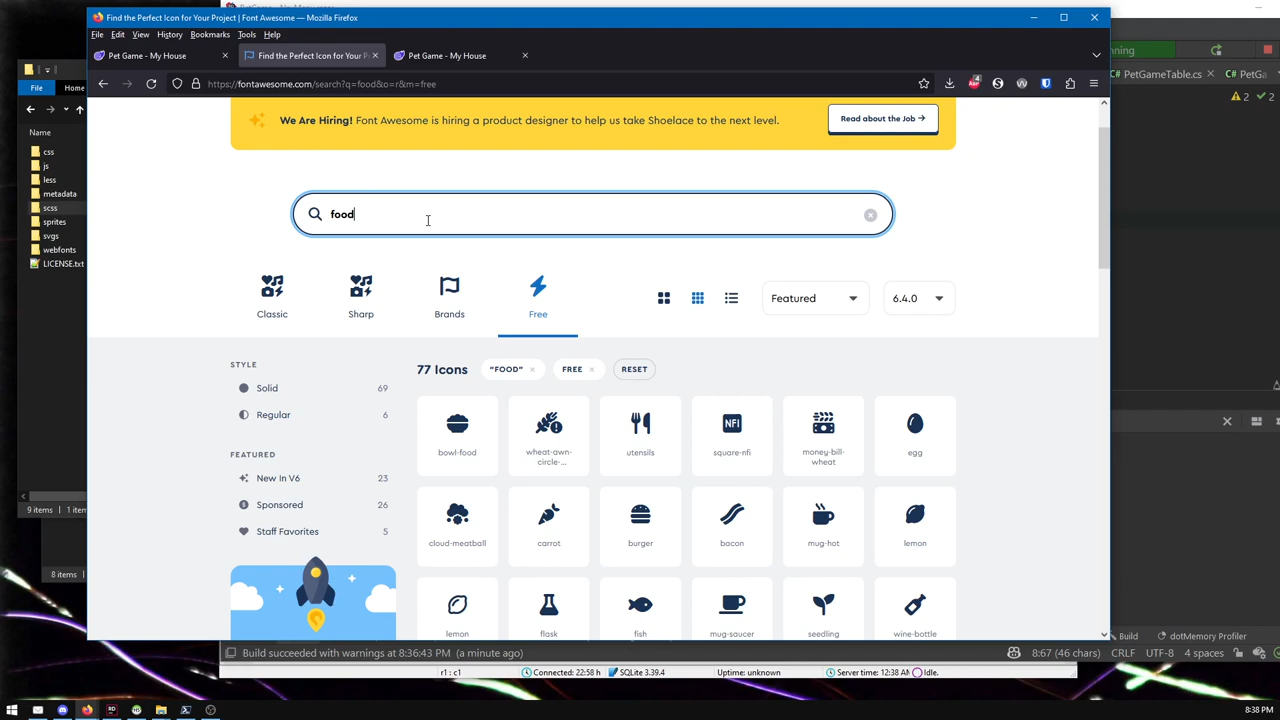 Find the Perfect Icon for Your Project | Font Awesome — Mozilla Firefox
File Edit View History Bookmarks Tools Help
Pet Game - My House
Find the Perfect Icon for Your P
Pet Game - My House
https://fontawesome.com/search?q=food&o=r&m=free
4
We Are Hiring! Font Awesome is hiring a product designer to help us take Shoelace to the next level.
Read about the Job →
food
Classic
Sharp
Brands
Free
Featured
6.4.0
STYLE
Solid 69
Regular 6
FEATURED
New In V6 23
Sponsored 26
Staff Favorites 5
77 Icons
"FOOD" ×
FREE ×
RESET
bowl-food
wheat-awn-
circle-...
utensils
NFI
square-nfi
money-bill-
wheat
egg
cloud-meatball
carrot
burger
bacon
mug-hot
lemon
lemon
flask
fish
mug-saucer
seedling
wine-bottle
File
Home
Name
css
js
less
metadata
scss
sprites
svgs
webfonts
LICENSE.txt
9 items
1 item
8 items
nning
PetGameTable.cs
PetGa
2 2
Build
dotMemory Profiler
Build succeeded with warnings at 8:36:43 PM (a minute ago)
8:67 (46 chars) CRLF UTF-8 4 spaces
r1 : c1
Connected: 22:58 h
SQLite 3.39.4
Uptime: unknown
Server time: 12:38 AM
Idle.
8:38 PM